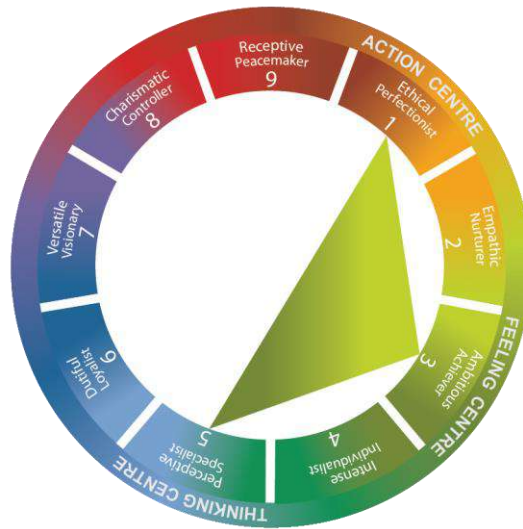 ACTION CENTRE
FEELING CENTRE
THINKING CENTRE
Receptive
Peacemaker
9
Ethical
Perfectionist
1
Empathic
Nurturer
2
Ambitious
Achiever
3
Intense
Individualist
4
Perceptive
Specialist
5
Dutiful
Loyalist
6
Versatile
Visionary
7
Charismatic
Controller
8